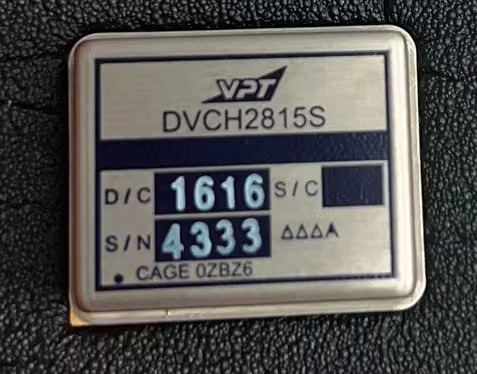 VPT
DVCH2815S
D/C 1616 S/C
S/N 4333 ΔΔΔA
CAGE 0ZBZ6